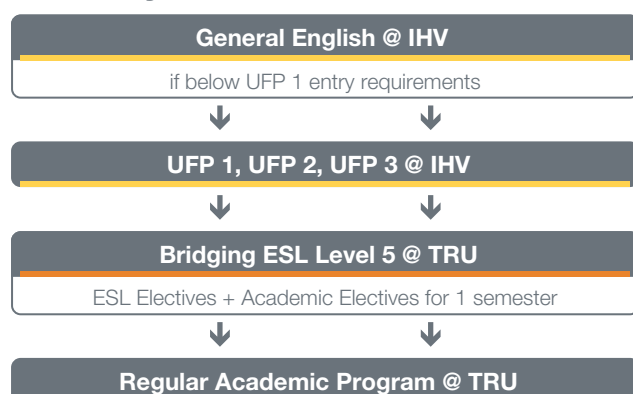 General English @ IHV
if below UFP 1 entry requirements
UFP 1, UFP 2, UFP 3 @ IHV
Bridging ESL Level 5 @ TRU
ESL Electives + Academic Electives for 1 semester
Regular Academic Program @ TRU